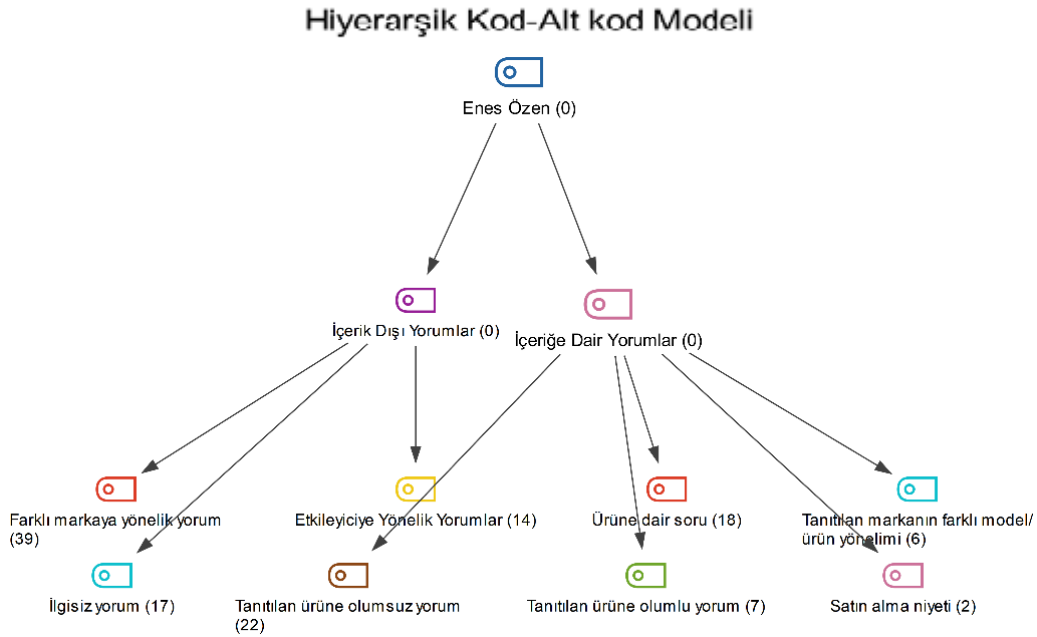 Hiyerarşik Kod-Alt kod Modeli
Enes Özen (0)
İçerik Dışı Yorumlar (0)
İçeriğe Dair Yorumlar (0)
Farklı markaya yönelik yorum
(39)
Etkileyiciye Yönelik Yorumlar (14)
Ürüne dair soru (18)
Tanıtılan markanın farklı model/
ürün yönelimi (6)
İlgisiz yorum (17)
Tanıtılan ürüne olumsuz yorum
(22)
Tanıtılan ürüne olumlu yorum (7)
Satın alma niyeti (2)